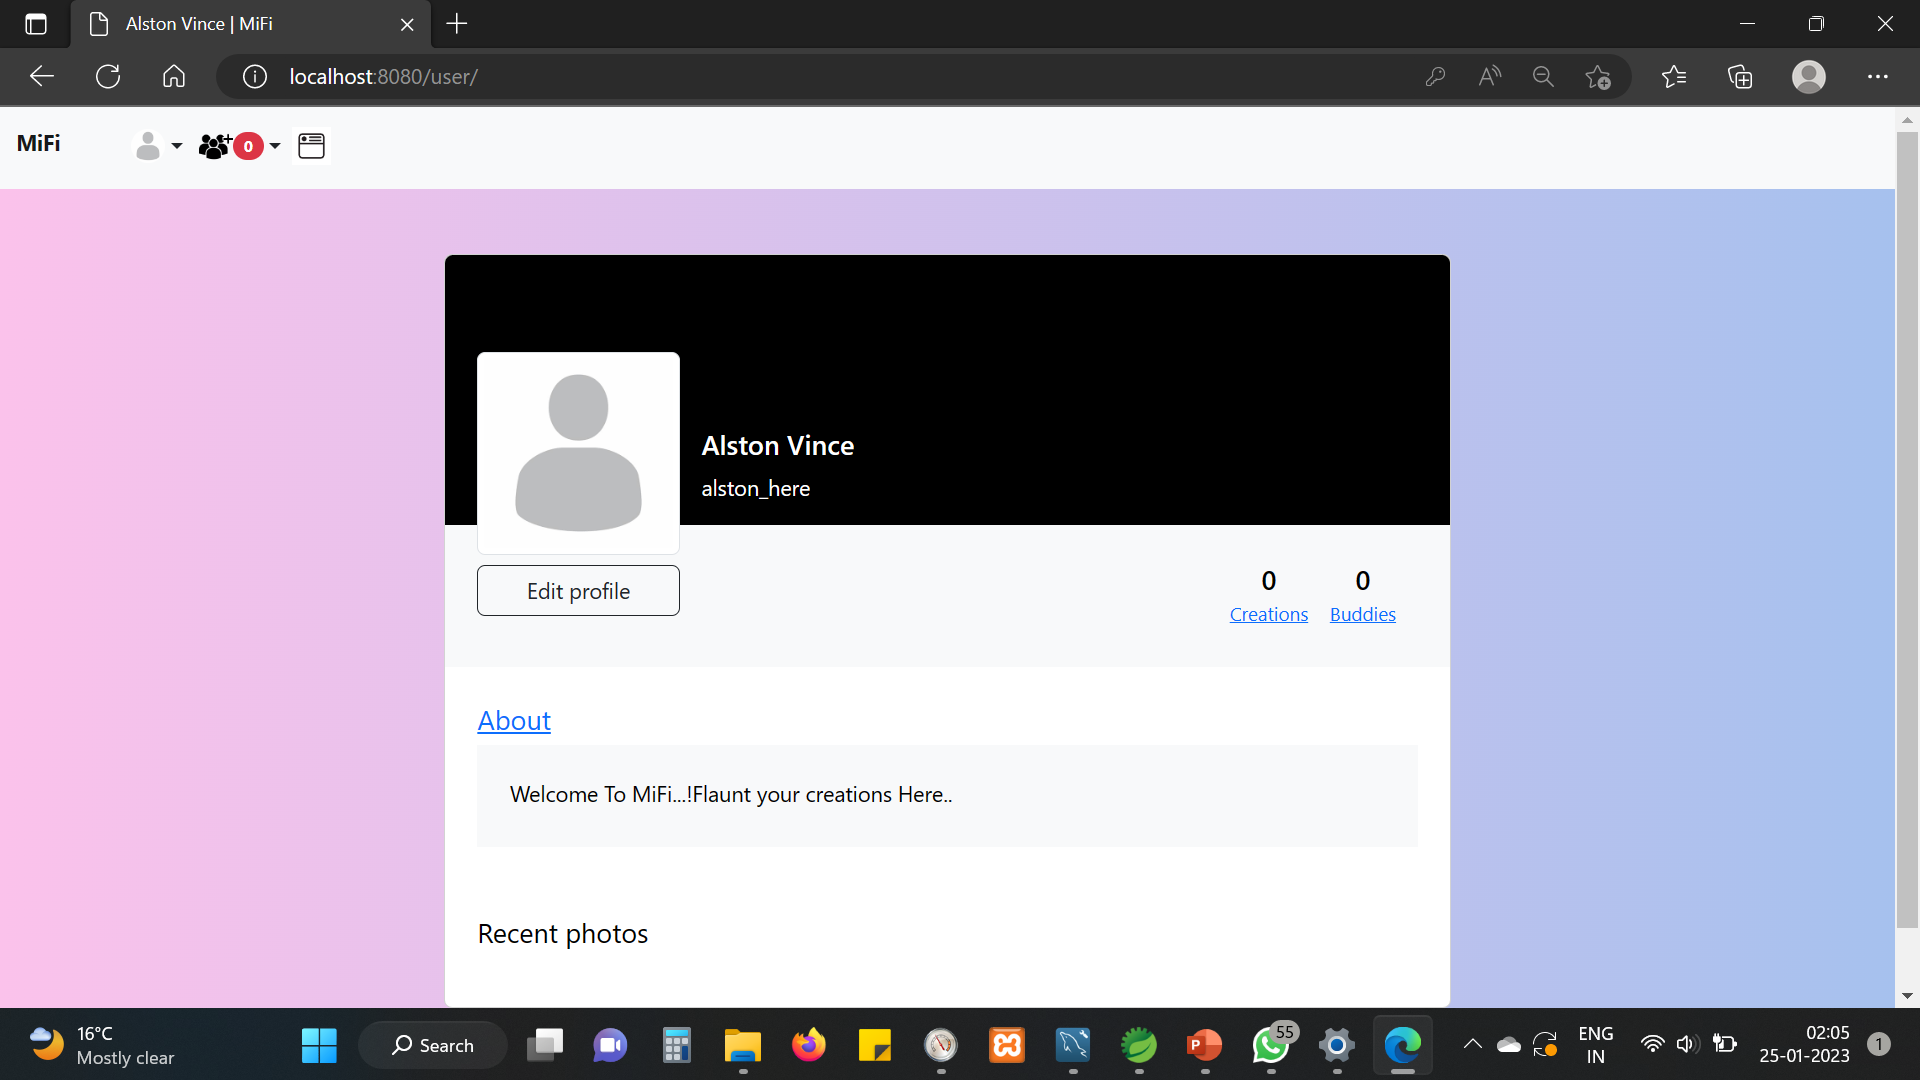 Alston Vince | MiFi
localhost:8080/user/
MiFi
0
Alston Vince
alston_here
Edit profile
0
Creations
0
Buddies
About
Welcome To MiFi...!Flaunt your creations Here..
Recent photos
16°C
Mostly clear
Search
P
55
ENG
IN
02:05
25-01-2023
1